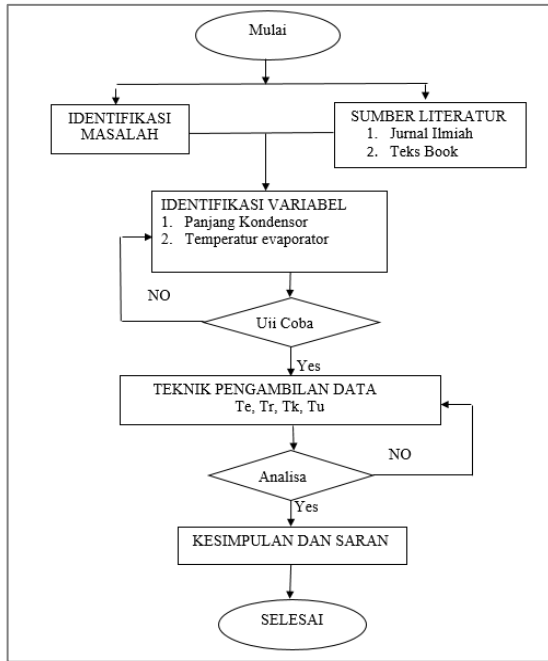 Mulai
IDENTIFIKASI
MASALAH
SUMBER LITERATUR
1. Jurnal Ilmiah
2. Teks Book
IDENTIFIKASI VARIABEL
1. Panjang Kondensor
2. Temperatur evaporator
NO
Uji Coba
Yes
TEKNIK PENGAMBILAN DATA
Te, Tr, Tk, Tu
NO
Analisa
Yes
KESIMPULAN DAN SARAN
SELESAI